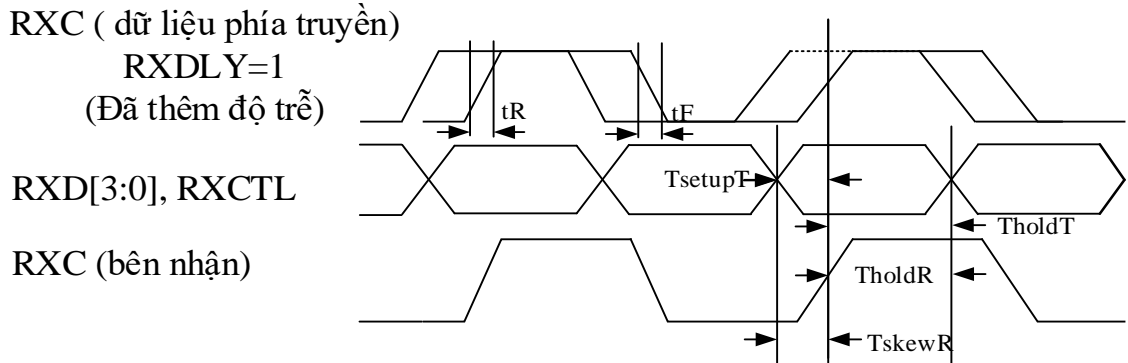 RXC ( dữ liệu phía truyền)
RXDLY=1
(Đã thêm độ trễ)
tR
tF
RXD[3:0], RXCTL
TsetupT
TholdT
RXC (bên nhận)
TholdR
TskewR